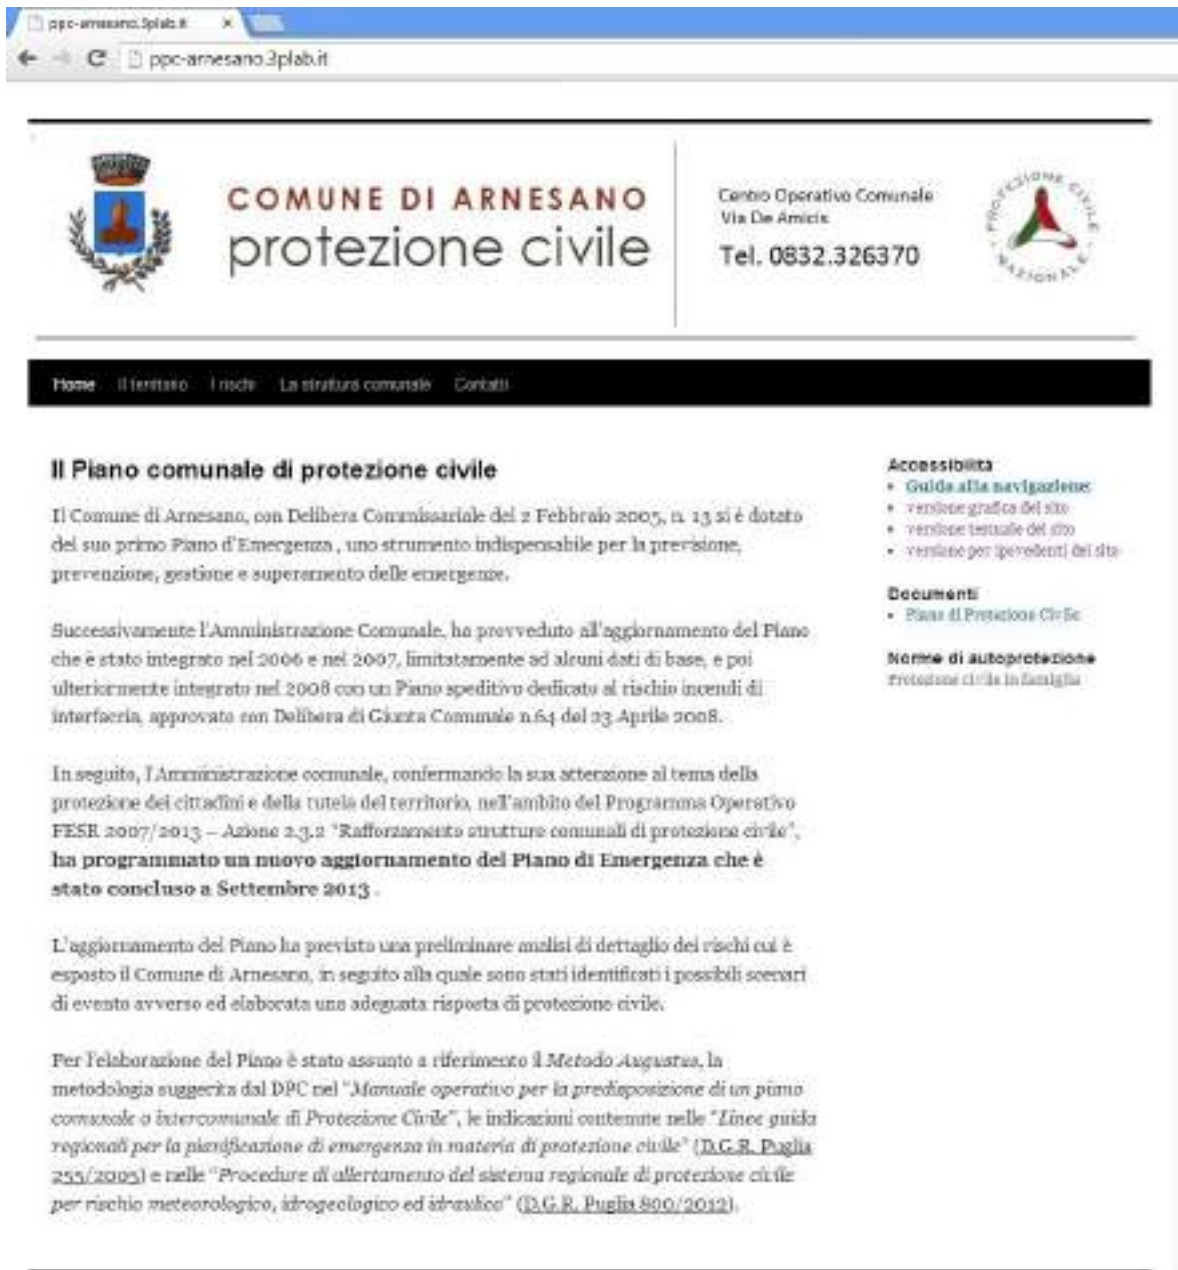 ppc-arnesano.3plab.it
ppc-arnesano.3plab.it
COMUNE DI ARNESANO
protezione civile
Centro Operativo Comunale
Via De Amicis
Tel. 0832.326370
PROTEZIONE CIVILE
NAZIONALE
Home Il territorio I rischi La struttura comunale Contatti
Il Piano comunale di protezione civile
Il Comune di Arnesano, con Delibera Commissariale del 2 Febbraio 2005, n. 13 si è dotato
del suo primo Piano d'Emergenza , uno strumento indispensabile per la previsione,
prevenzione, gestione e superamento delle emergenze.
Successivamente l'Amministrazione Comunale, ha provveduto all'aggiornamento del Piano
che è stato integrato nel 2006 e nel 2007, limitatamente ad alcuni dati di base, e poi
ulteriormente integrato nel 2008 con un Piano speditivo dedicato al rischio incendi di
interfaccia, approvato con Delibera di Giunta Comunale n.64 del 23 Aprile 2008.
In seguito, l'Amministrazione comunale, confermando la sua attenzione al tema della
protezione dei cittadini e della tutela del territorio, nell'ambito del Programma Operativo
FESR 2007/2013 – Azione 2.3.2 "Rafforzamento strutture comunali di protezione civile",
ha programmato un nuovo aggiornamento del Piano di Emergenza che è
stato concluso a Settembre 2013 .
L'aggiornamento del Piano ha previsto una preliminare analisi di dettaglio dei rischi cui è
esposto il Comune di Arnesano, in seguito alla quale sono stati identificati i possibili scenari
di evento avverso ed elaborata una adeguata risposta di protezione civile.
Per l'elaborazione del Piano è stato assunto a riferimento il Metodo Augustus, la
metodologia suggerita dal DPC nel "Manuale operativo per la predisposizione di un piano
comunale o intercomunale di Protezione Civile", le indicazioni contenute nelle "Linee guida
regionali per la pianificazione di emergenza in materia di protezione civile" (D.G.R. Puglia
255/2005) e nelle "Procedure di allertamento del sistema regionale di protezione civile
per rischio meteorologico, idrogeologico ed idraulico" (D.G.R. Puglia 800/2012).
Accessibilità
Guida alla navigazione:
versione grafica del sito
versione testuale del sito
versione per ipovedenti del sito
Documenti
Piano di Protezione Civile
Norme di autoprotezione
Protezione civile in famiglia